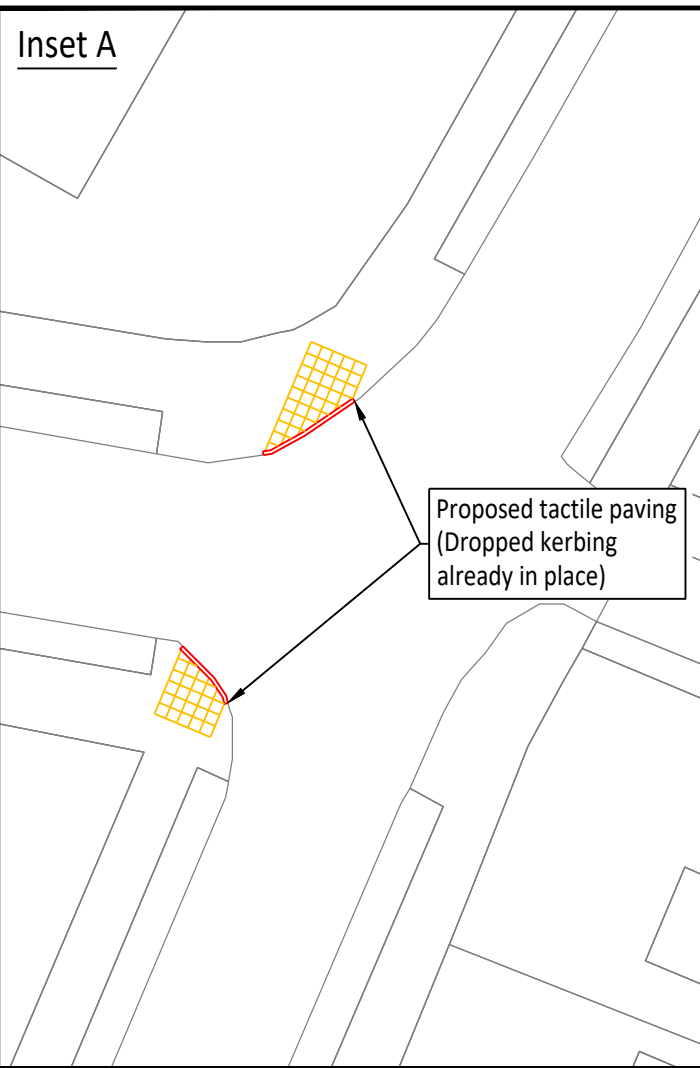 Inset A
Proposed tactile paving
(Dropped kerbing
already in place)